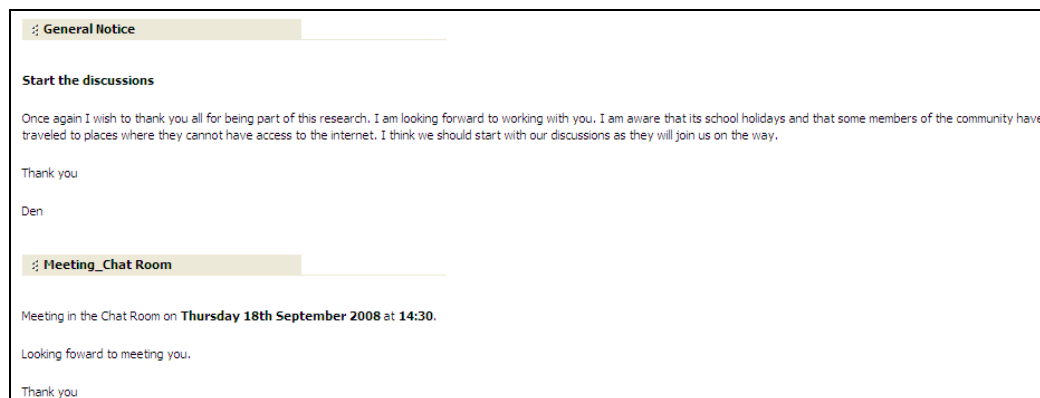 General Notice
Start the discussions
Once again I wish to thank you all for being part of this research. I am looking forward to working with you. I am aware that its school holidays and that some members of the community have
traveled to places where they cannot have access to the internet. I think we should start with our discussions as they will join us on the way.
Thank you
Den
Meeting_Chat Room
Meeting in the Chat Room on Thursday 18th September 2008 at 14:30.
Looking foward to meeting you.
Thank you